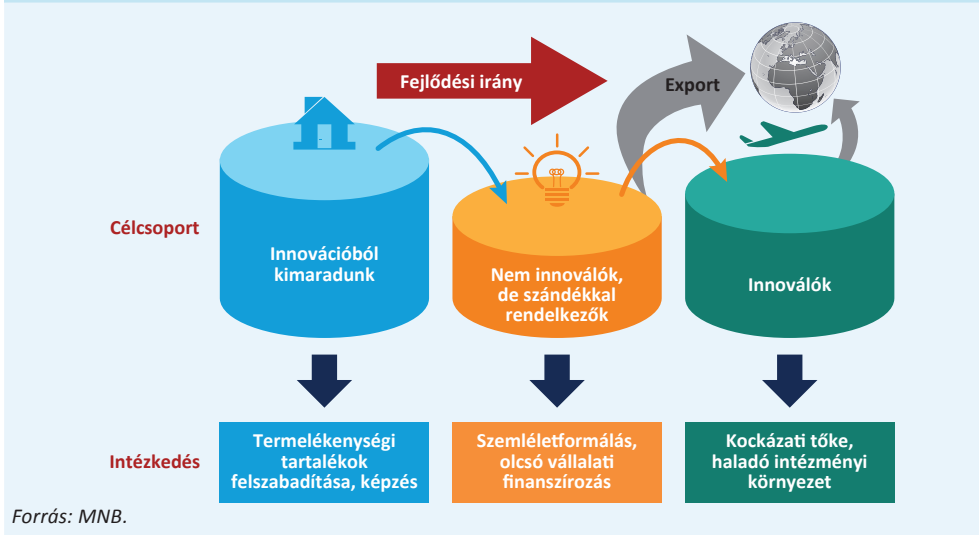 Fejlődési irány
Export
Célcsoport
Innovációból
kimaradunk
Nem innoválók,
de szándékkal
rendelkezők
Innoválók
Intézkedés
Termelékenységi
tartalékok
felszabadítása, képzés
Szemléletformálás,
olcsó vállalati
finanszírozás
Kockázati tőke,
haladó intézményi
környezet
Forrás: MNB.